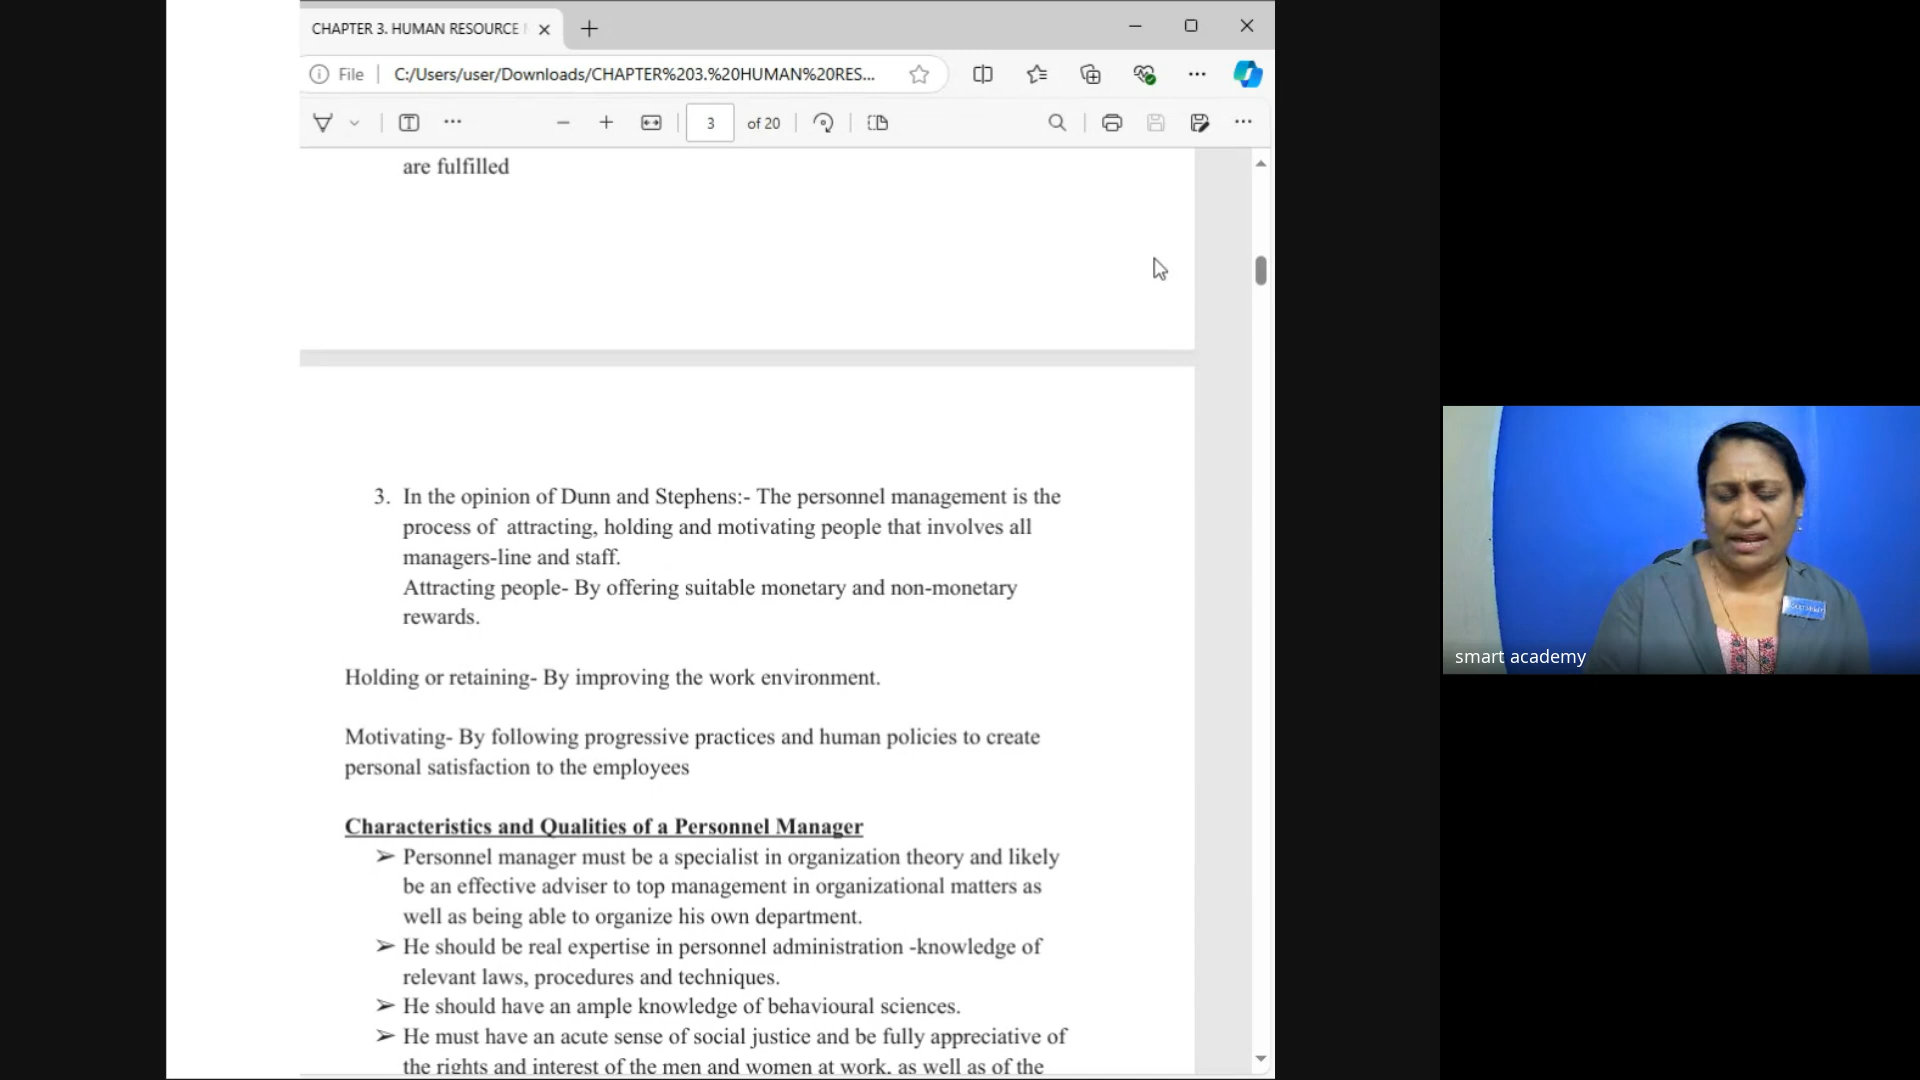 CHAPTER 3. HUMAN RESOURCE
File
C:/Users/user/Downloads/CHAPTER%203.%20HUMAN%20RES...
3 of 20
are fulfilled
3. In the opinion of Dunn and Stephens:- The personnel management is the
process of attracting, holding and motivating people that involves all
managers-line and staff.
Attracting people- By offering suitable monetary and non-monetary
rewards.
Holding or retaining- By improving the work environment.
Motivating- By following progressive practices and human policies to create
personal satisfaction to the employees
Characteristics and Qualities of a Personnel Manager
➢ Personnel manager must be a specialist in organization theory and likely
be an effective adviser to top management in organizational matters as
well as being able to organize his own department.
➢ He should be real expertise in personnel administration -knowledge of
relevant laws, procedures and techniques.
➢ He should have an ample knowledge of behavioural sciences.
➢ He must have an acute sense of social justice and be fully appreciative of
the rights and interest of the men and women at work, as well as of the
smart academy